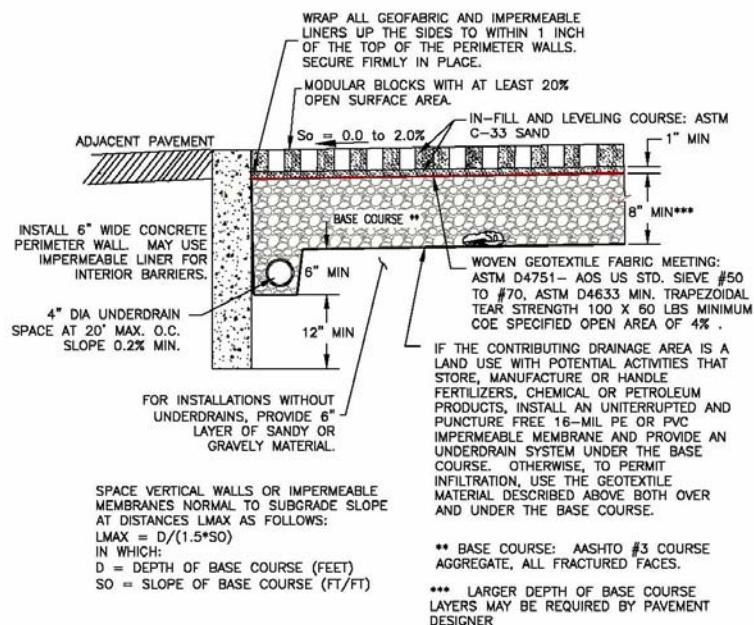 WRAP ALL GEOFABRIC AND IMPERMEABLE
LINERS UP THE SIDES TO WITHIN 1 INCH
OF THE TOP OF THE PERIMETER WALLS.
SECURE FIRMLY IN PLACE.
MODULAR BLOCKS WITH AT LEAST 20%
OPEN SURFACE AREA.
IN-FILL AND LEVELING COURSE: ASTM
C-33 SAND
So = 0.0 to 2.0%
ADJACENT PAVEMENT
1" MIN
8" MIN***
BASE COURSE **
INSTALL 6" WIDE CONCRETE
PERIMETER WALL. MAY USE
IMPERMEABLE LINER FOR
INTERIOR BARRIERS.
6" MIN
4" DIA UNDERDRAIN
SPACE AT 20' MAX. O.C.
SLOPE 0.2% MIN.
12" MIN
WOVEN GEOTEXTILE FABRIC MEETING:
ASTM D4751- AOS US STD. SIEVE #50
TO #70, ASTM D4633 MIN. TRAPEZOIDAL
TEAR STRENGTH 100 X 60 LBS MINIMUM
COE SPECIFIED OPEN AREA OF 4% .
FOR INSTALLATIONS WITHOUT
UNDERDRAINS, PROVIDE 6"
LAYER OF SANDY OR
GRAVELY MATERIAL.
IF THE CONTRIBUTING DRAINAGE AREA IS A
LAND USE WITH POTENTIAL ACTIVITIES THAT
STORE, MANUFACTURE OR HANDLE
FERTILIZERS, CHEMICAL OR PETROLEUM
PRODUCTS, INSTALL AN UNITERRUPTED AND
PUNCTURE FREE 16-MIL PE OR PVC
IMPERMEABLE MEMBRANE AND PROVIDE AN
UNDERDRAIN SYSTEM UNDER THE BASE
COURSE. OTHERWISE, TO PERMIT
INFILTRATION, USE THE GEOTEXTILE
MATERIAL DESCRIBED ABOVE BOTH OVER
AND UNDER THE BASE COURSE.
SPACE VERTICAL WALLS OR IMPERMEABLE
MEMBRANES NORMAL TO SUBGRADE SLOPE
AT DISTANCES LMAX AS FOLLOWS:
LMAX = D/(1.5*SO)
IN WHICH:
D = DEPTH OF BASE COURSE (FEET)
SO = SLOPE OF BASE COURSE (FT/FT)
** BASE COURSE: AASHTO #3 COURSE
AGGREGATE, ALL FRACTURED FACES.
*** LARGER DEPTH OF BASE COURSE
LAYERS MAY BE REQUIRED BY PAVEMENT
DESIGNER